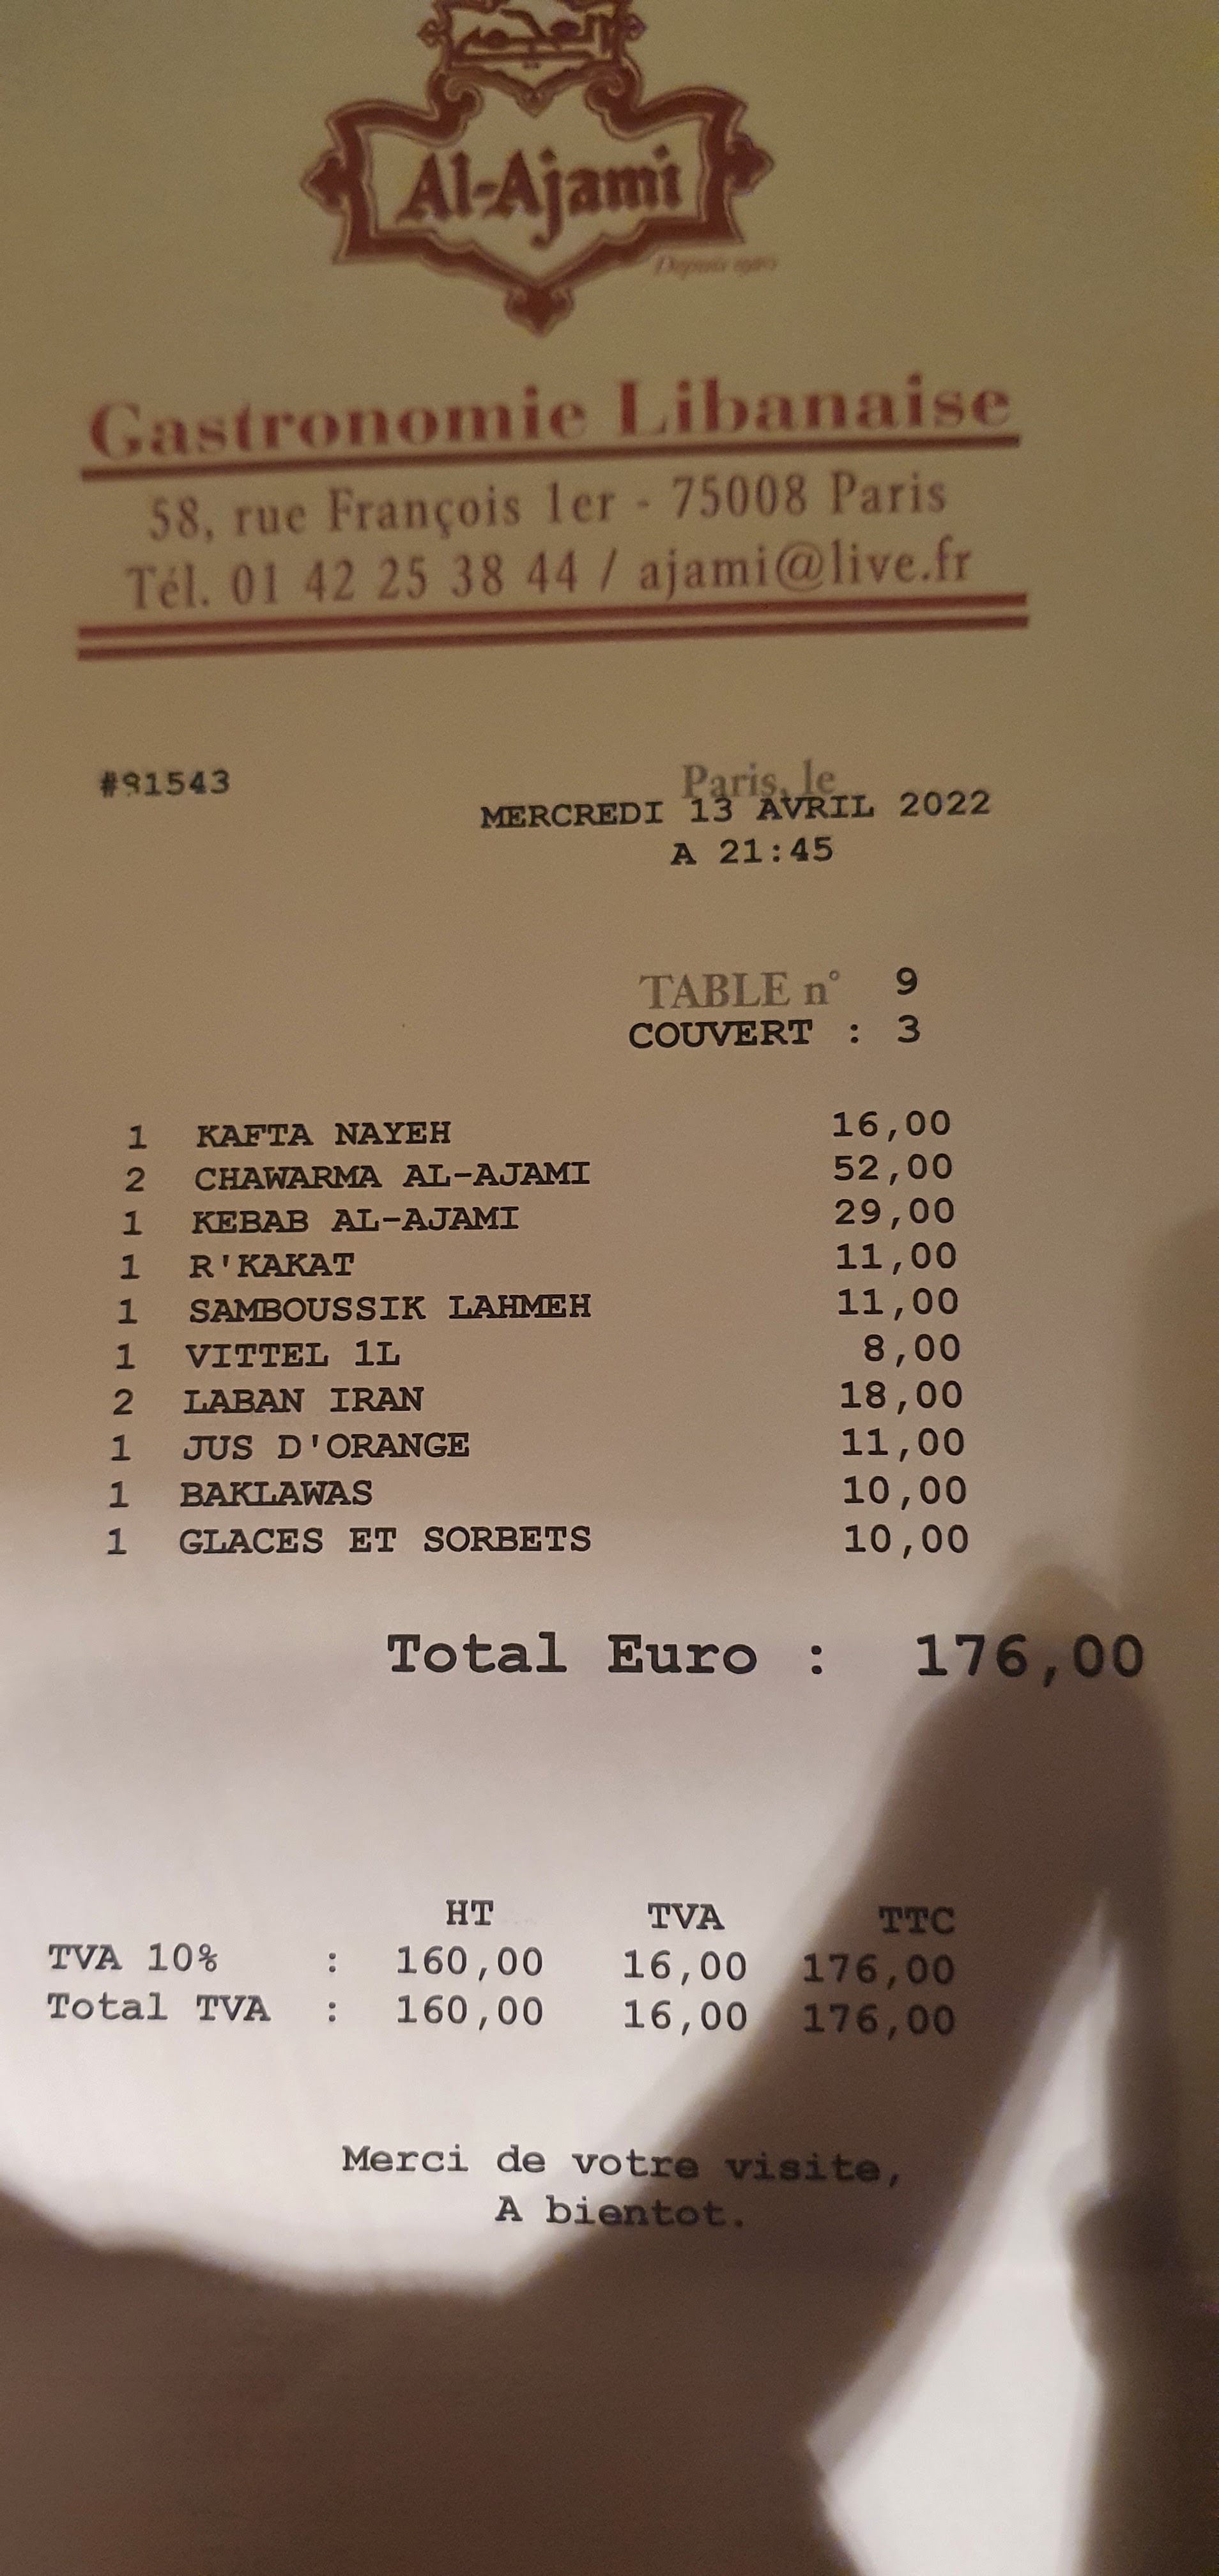 العجمي
Al-Ajami
Gastronomie Libanaise
58, rue François 1er - 75008 Paris
Tél. 01 42 25 38 44 / ajami@live.fr
#91543
Paris, le
MERCREDI 13 AVRIL 2022
A 21:45
TABLE n° 9
COUVERT : 3
1 KAFTA NAYEH 16,00
2 CHAWARMA AL-AJAMI 52,00
1 KEBAB AL-AJAMI 29,00
1 R'KAKAT 11,00
1 SAMBOUSSIK LAHMEH 11,00
1 VITTEL 1L 8,00
2 LABAN IRAN 18,00
1 JUS D'ORANGE 11,00
1 BAKLAWAS 10,00
1 GLACES ET SORBETS 10,00
Total Euro : 176,00
HT TVA TTC
TVA 10% : 160,00 16,00 176,00
Total TVA : 160,00 16,00 176,00
Merci de votre visite,
A bientot.